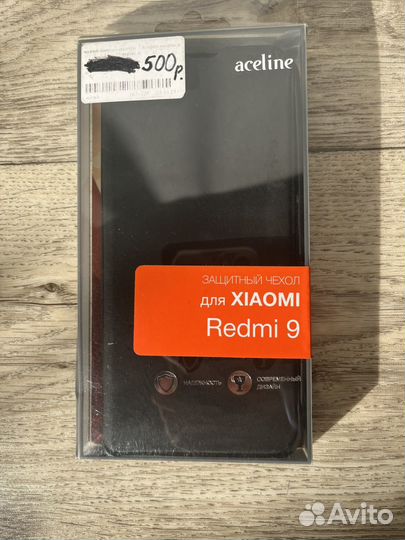 500р.
aceline
ЗАЩИТНЫЙ ЧЕХОЛ
для XIAOMI
Redmi 9
НАДЕЖНОСТЬ
СОВРЕМЕННЫЙ
ДИЗАЙН
Avito